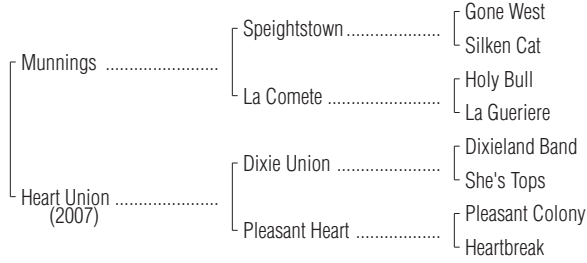 Gone West
Speightstown ....................
Silken Cat
Munnings ........................
Holy Bull
La Comete ........................
La Gueriere
Dixieland Band
Dixie Union ......................
She's Tops
Heart Union ......................
(2007)
Pleasant Colony
Pleasant Heart ...................
Heartbreak